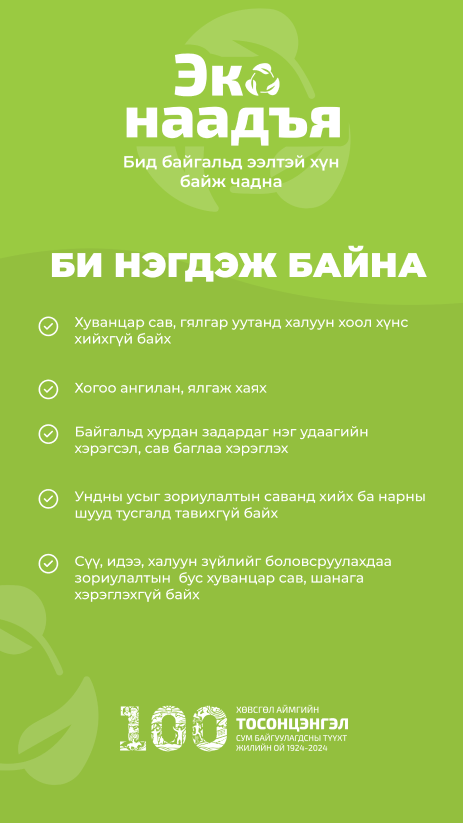 Эко
наадъя
Бид байгальд ээлтэй хүн
байж чадна
БИ НЭГДЭЖ БАЙНА
Хуванцар сав, гялгар уутанд халуун хоол хүнс
хийхгүй байх
Хогоо ангилан, ялгаж хаях
Байгальд хурдан задардаг нэг удаагийн
хэрэгсэл, сав баглаа хэрэглэх
Ундны усыг зориулалтын саванд хийх ба нарны
шууд тусгалд тавихгүй байх
Сүү, идээ, халуун зүйлийг боловсруулахдаа
зориулалтын бус хуванцар сав, шанага
хэрэглэхгүй байх
100
ХӨВСГӨЛ АЙМГИЙН
ТОСОНЦЭНГЭЛ
СУМ БАЙГУУЛАГДСНЫ ТҮҮХТ
ЖИЛИЙН ОЙ 1924-2024